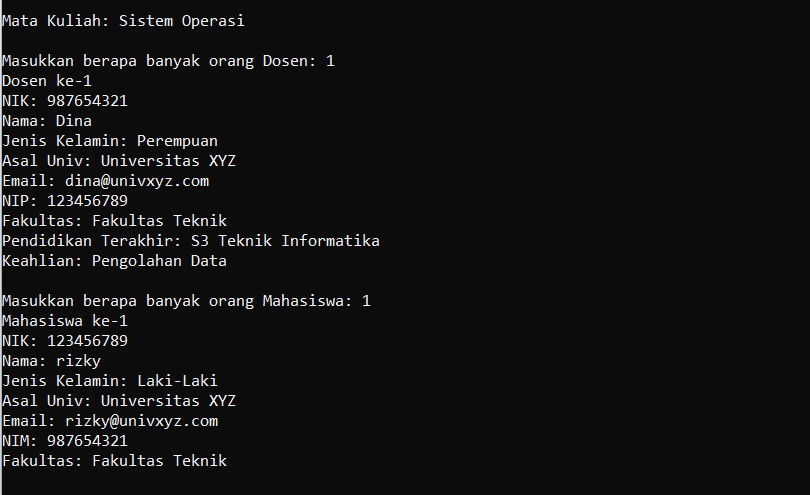 Mata Kuliah: Sistem Operasi
Masukkan berapa banyak orang Dosen: 1
Dosen ke-1
NIK: 987654321
Nama: Dina
Jenis Kelamin: Perempuan
Asal Univ: Universitas XYZ
Email: dina@univxyz.com
NIP: 123456789
Fakultas: Fakultas Teknik
Pendidikan Terakhir: S3 Teknik Informatika
Keahlian: Pengolahan Data
Masukkan berapa banyak orang Mahasiswa: 1
Mahasiswa ke-1
NIK: 123456789
Nama: rizky
Jenis Kelamin: Laki-Laki
Asal Univ: Universitas XYZ
Email: rizky@univxyz.com
NIM: 987654321
Fakultas: Fakultas Teknik